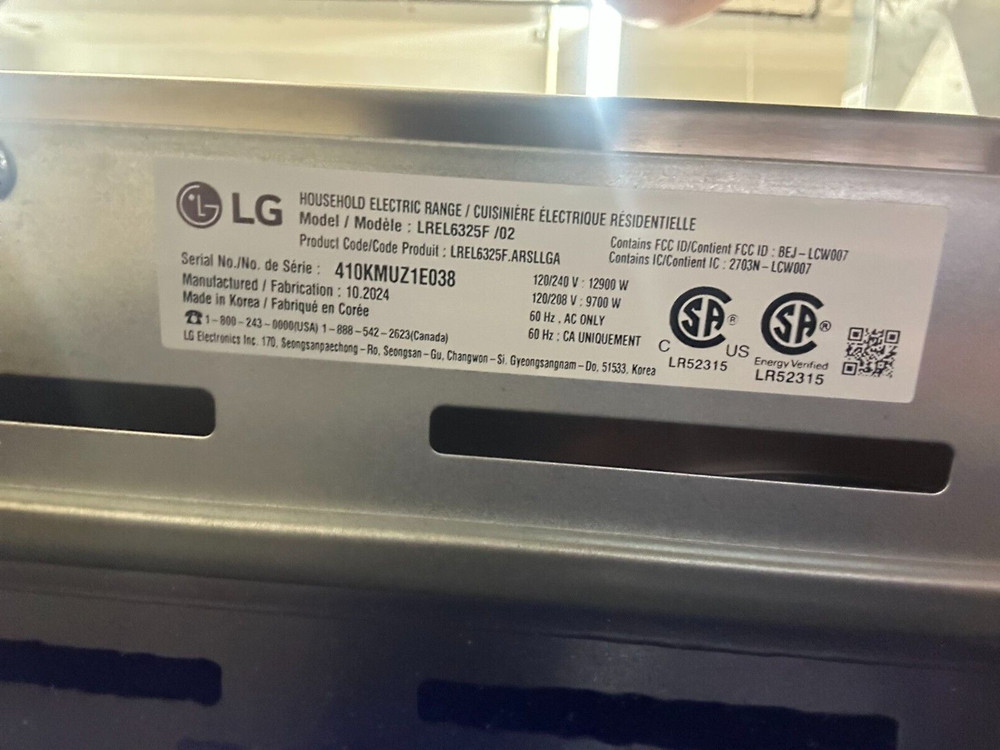 LG
HOUSEHOLD ELECTRIC RANGE / CUISINIÈRE ÉLECTRIQUE RÉSIDENTIELLE
Model / Modèle : LREL6325F /02
Product Code/Code Produit : LREL6325F.ARSLLGA
Contains FCC ID/Contient FCC ID : BEJ-LCW007
Contains IC/Contient IC : 2703N-LCW007
Serial No./No. de Série : 410KMUZ1E038
Manufactured / Fabrication : 10.2024
Made in Korea / Fabriqué en Corée
☎1-800-243-0000(USA) 1-888-542-2623(Canada)
LG Electronics Inc. 170, Seongsanpaechong-Ro, Seongsan-Gu, Changwon-Si, Gyeongsangnam-Do, 51533, Korea
120/240 V : 12900 W
120/208 V : 9700 W
60 Hz , AC ONLY
60 Hz : CA UNIQUEMENT
C SA ® US
LR52315
SA ®
Energy Verified
LR52315